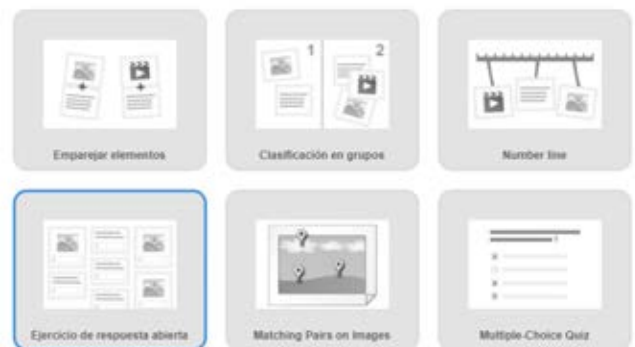 Emparejar elementos
1 2
Clasificación en grupos
Number line
Ejercicio de respuesta abierta
Matching Pairs on Images
Multiple-Choice Quiz